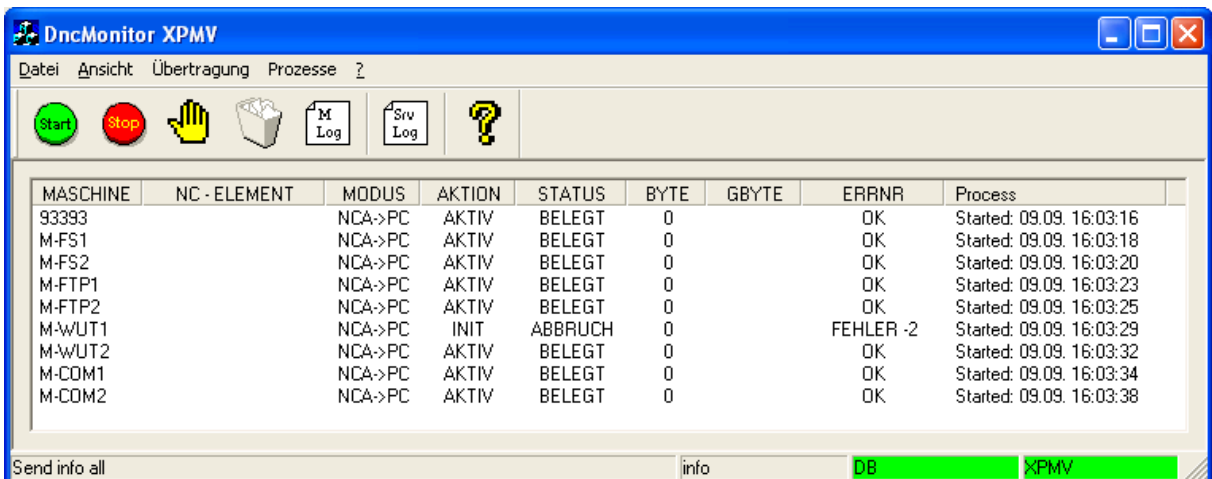 DncMonitor XPMV
Datei Ansicht Übertragung Prozesse ?
Start Stop M Log Srv Log
MASCHINE NC - ELEMENT MODUS AKTION STATUS BYTE GBYTE ERRNR Process
93393 NCA->PC AKTIV BELEGT 0 OK Started: 09.09. 16:03:16
M-FS1 NCA->PC AKTIV BELEGT 0 OK Started: 09.09. 16:03:18
M-FS2 NCA->PC AKTIV BELEGT 0 OK Started: 09.09. 16:03:20
M-FTP1 NCA->PC AKTIV BELEGT 0 OK Started: 09.09. 16:03:23
M-FTP2 NCA->PC AKTIV BELEGT 0 OK Started: 09.09. 16:03:25
M-WUT1 NCA->PC INIT ABBRUCH 0 FEHLER -2 Started: 09.09. 16:03:29
M-WUT2 NCA->PC AKTIV BELEGT 0 OK Started: 09.09. 16:03:32
M-COM1 NCA->PC AKTIV BELEGT 0 OK Started: 09.09. 16:03:34
M-COM2 NCA->PC AKTIV BELEGT 0 OK Started: 09.09. 16:03:38
Send info all info DB XPMV